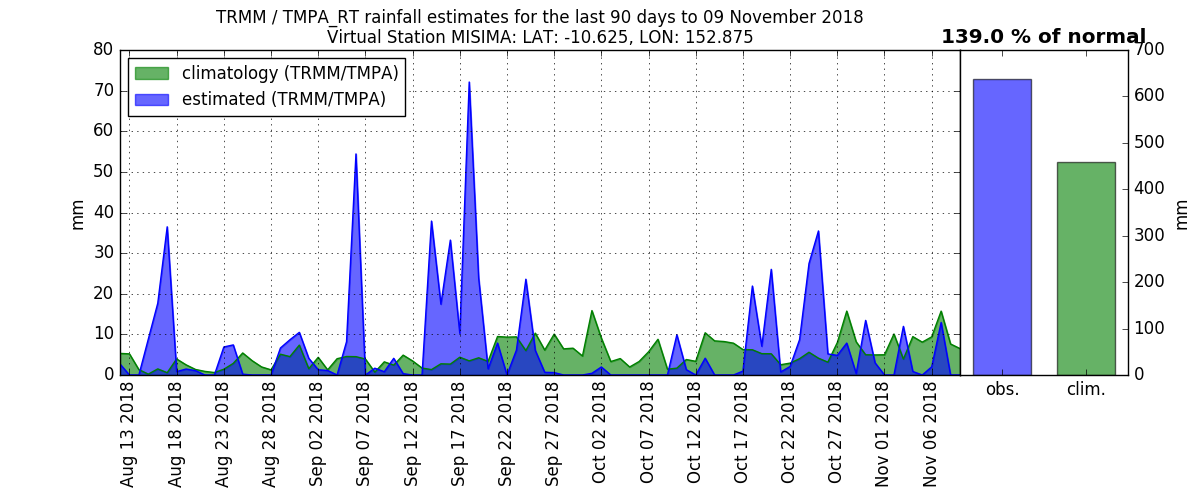 TRMM / TMPA_RT rainfall estimates for the last 90 days to 09 November 2018
Virtual Station MISIMA: LAT: -10.625, LON: 152.875
139.0 % of normal
climatology (TRMM/TMPA)
estimated (TRMM/TMPA)
80
70
60
50
40
30
20
10
0
mm
Aug 13 2018
Aug 18 2018
Aug 23 2018
Aug 28 2018
Sep 02 2018
Sep 07 2018
Sep 12 2018
Sep 17 2018
Sep 22 2018
Sep 27 2018
Oct 02 2018
Oct 07 2018
Oct 12 2018
Oct 17 2018
Oct 22 2018
Oct 27 2018
Nov 01 2018
Nov 06 2018
obs.
clim.
700
600
500
400
300
200
100
0
mm